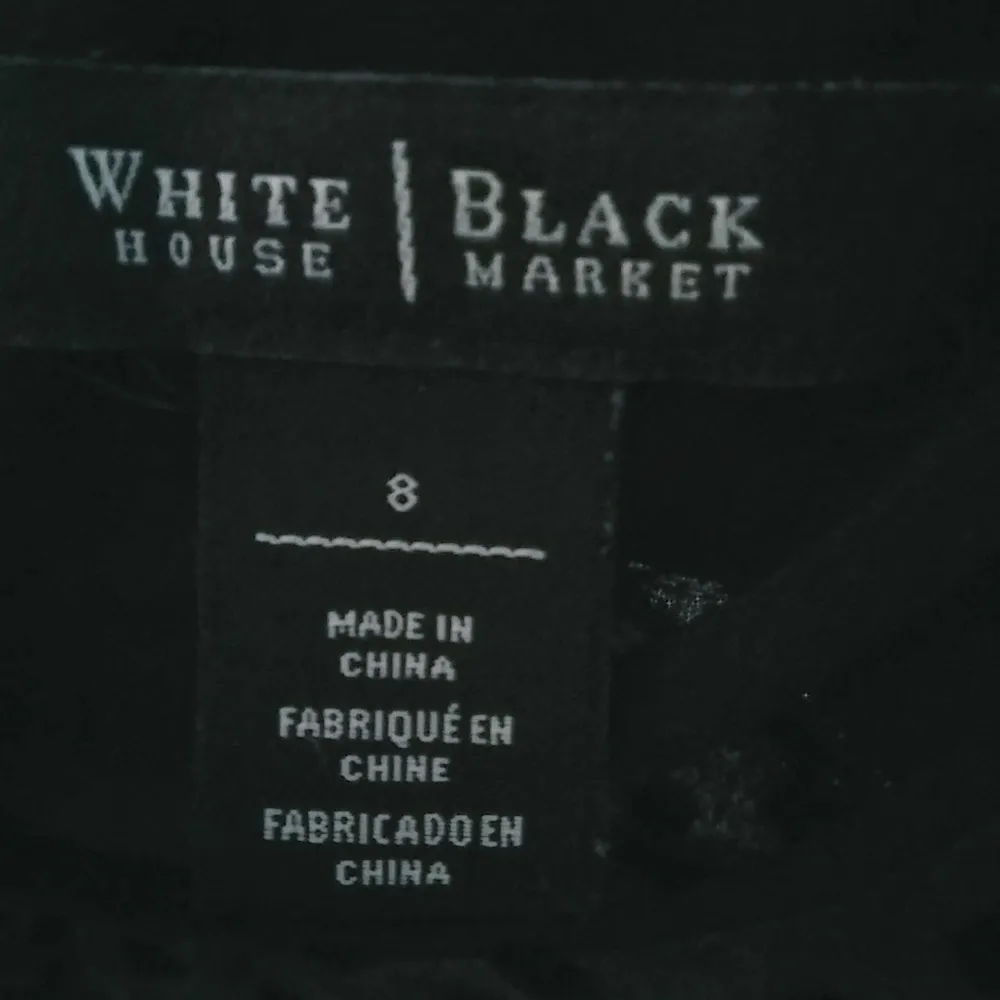 WHITE | BLACK
HOUSE | MARKET
8
MADE IN
CHINA
FABRIQUÉ EN
CHINE
FABRICADO EN
CHINA